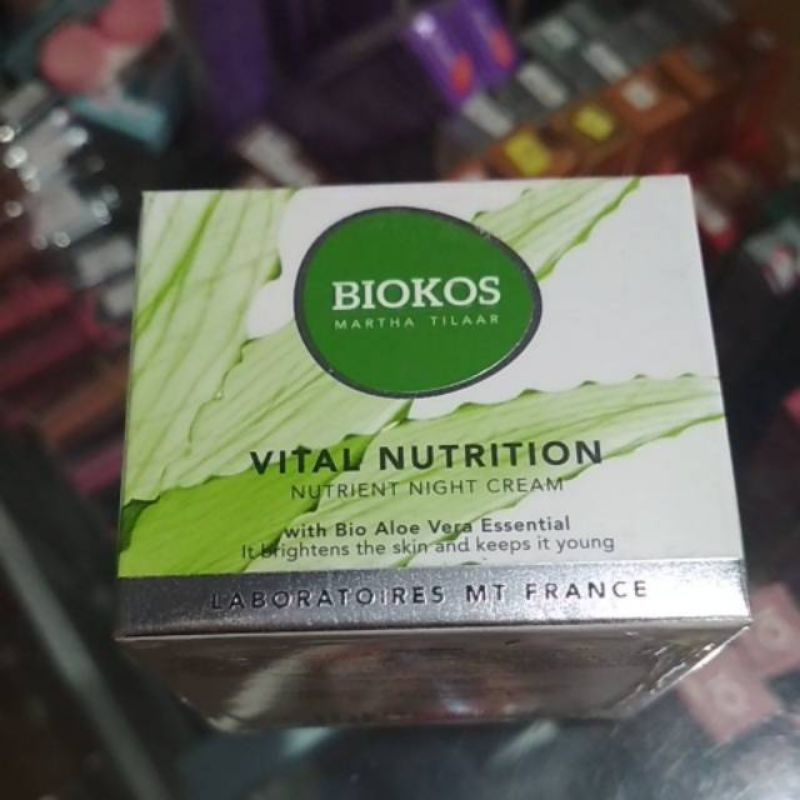 BIOKOS
MARTHA TILAAR
VITAL NUTRITION
NUTRIENT NIGHT CREAM
with Bio Aloe Vera Essential
It brightens the skin and keeps it young
LABORATOIRES MT FRANCE